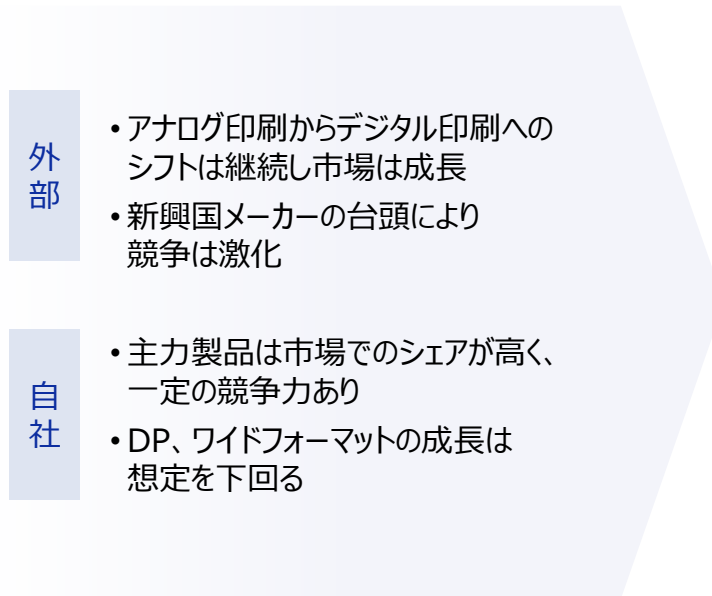 外部
• アナログ印刷からデジタル印刷への
シフトは継続し市場は成長
• 新興国メーカーの台頭により
競争は激化
自社
• 主力製品は市場でのシェアが高く、
一定の競争力あり
• DP、ワイドフォーマットの成長は
想定を下回る